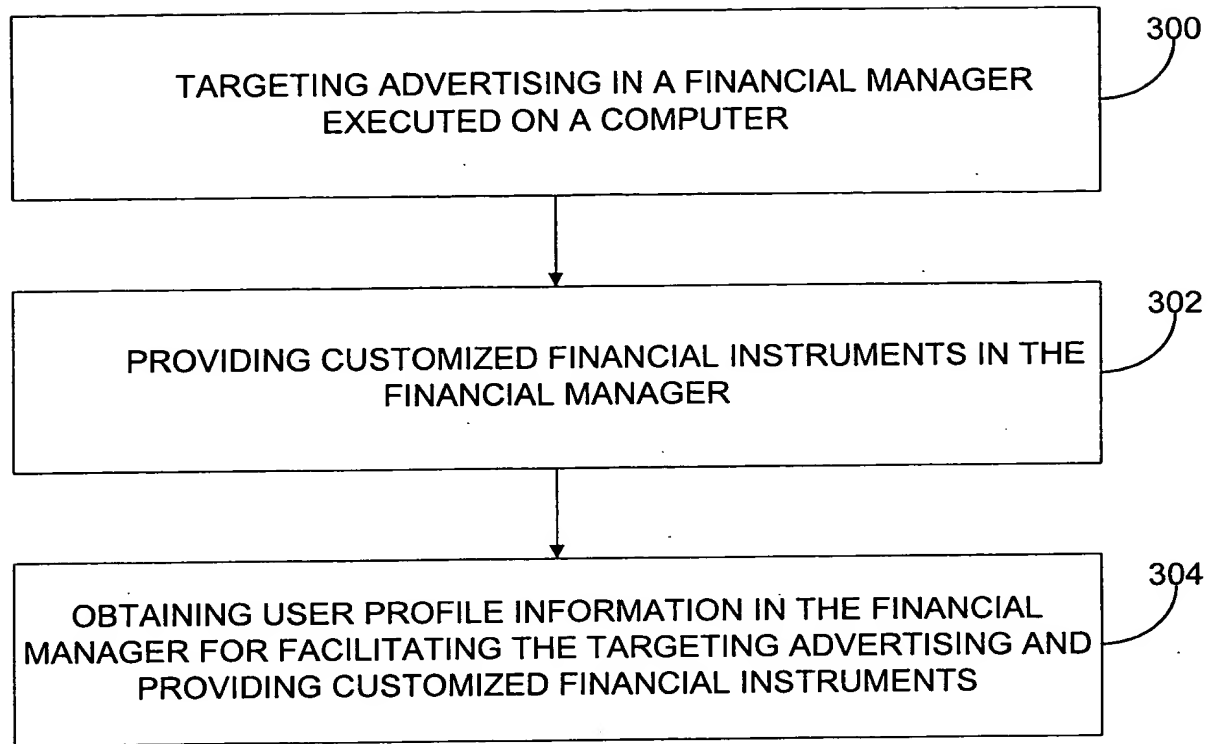 300
TARGETING ADVERTISING IN A FINANCIAL MANAGER
EXECUTED ON A COMPUTER
302
PROVIDING CUSTOMIZED FINANCIAL INSTRUMENTS IN THE
FINANCIAL MANAGER
304
OBTAINING USER PROFILE INFORMATION IN THE FINANCIAL
MANAGER FOR FACILITATING THE TARGETING ADVERTISING AND
PROVIDING CUSTOMIZED FINANCIAL INSTRUMENTS